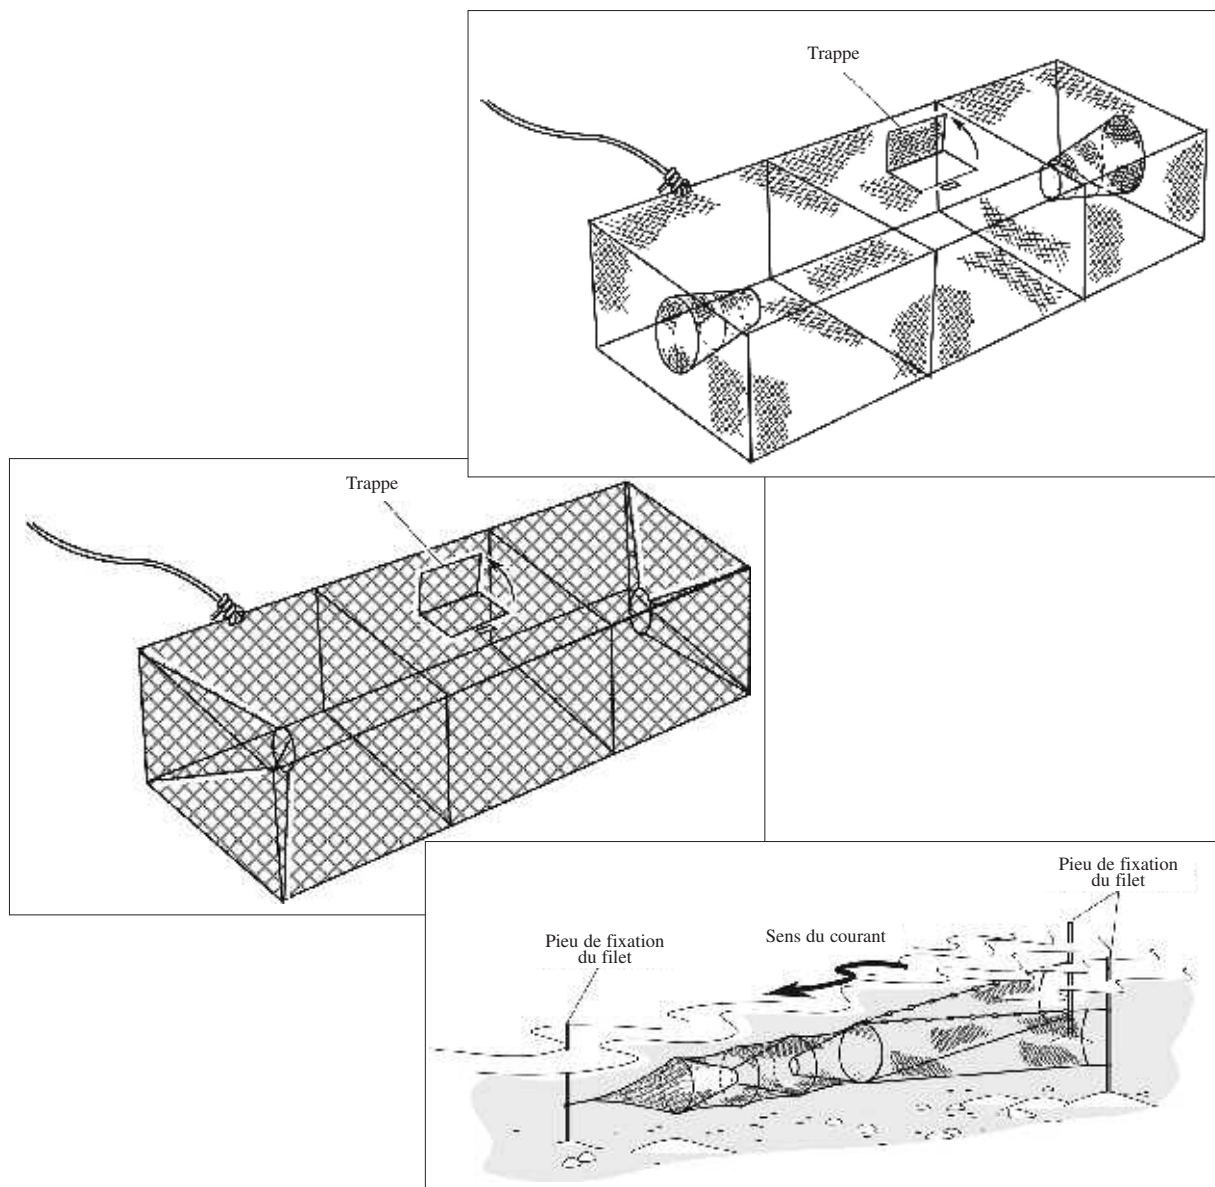 Trappe
Trappe
Pieu de fixation
du filet
Sens du courant
Pieu de fixation
du filet